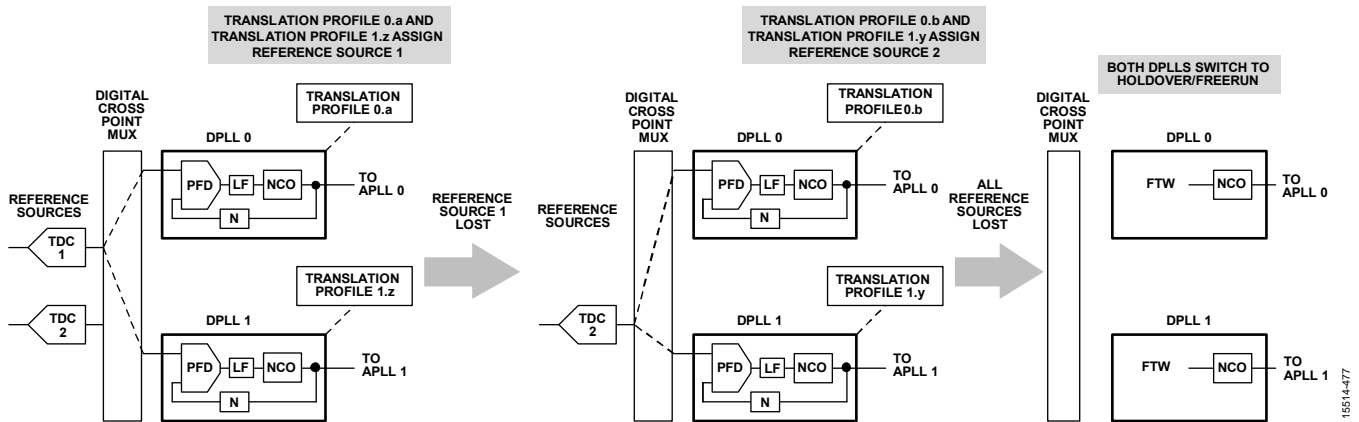 TRANSLATION PROFILE 0.a AND
TRANSLATION PROFILE 1.z ASSIGN
REFERENCE SOURCE 1
DIGITAL
CROSS
POINT
MUX
TRANSLATION
PROFILE 0.a
DPLL 0
PFD
LF
NCO
N
TO
APLL 0
REFERENCE
SOURCES
TDC
1
TDC
2
TRANSLATION
PROFILE 1.z
DPLL 1
PFD
LF
NCO
N
TO
APLL 1
REFERENCE
SOURCE 1
LOST
TRANSLATION PROFILE 0.b AND
TRANSLATION PROFILE 1.y ASSIGN
REFERENCE SOURCE 2
DIGITAL
CROSS
POINT
MUX
TRANSLATION
PROFILE 0.b
DPLL 0
PFD
LF
NCO
N
TO
APLL 0
REFERENCE
SOURCES
TDC
2
TRANSLATION
PROFILE 1.y
DPLL 1
PFD
LF
NCO
N
TO
APLL 1
ALL
REFERENCE
SOURCES
LOST
BOTH DPLLS SWITCH TO
HOLDOVER/FREERUN
DIGITAL
CROSS
POINT
MUX
DPLL 0
FTW
NCO
TO
APLL 0
DPLL 1
FTW
NCO
TO
APLL 1
15514-477